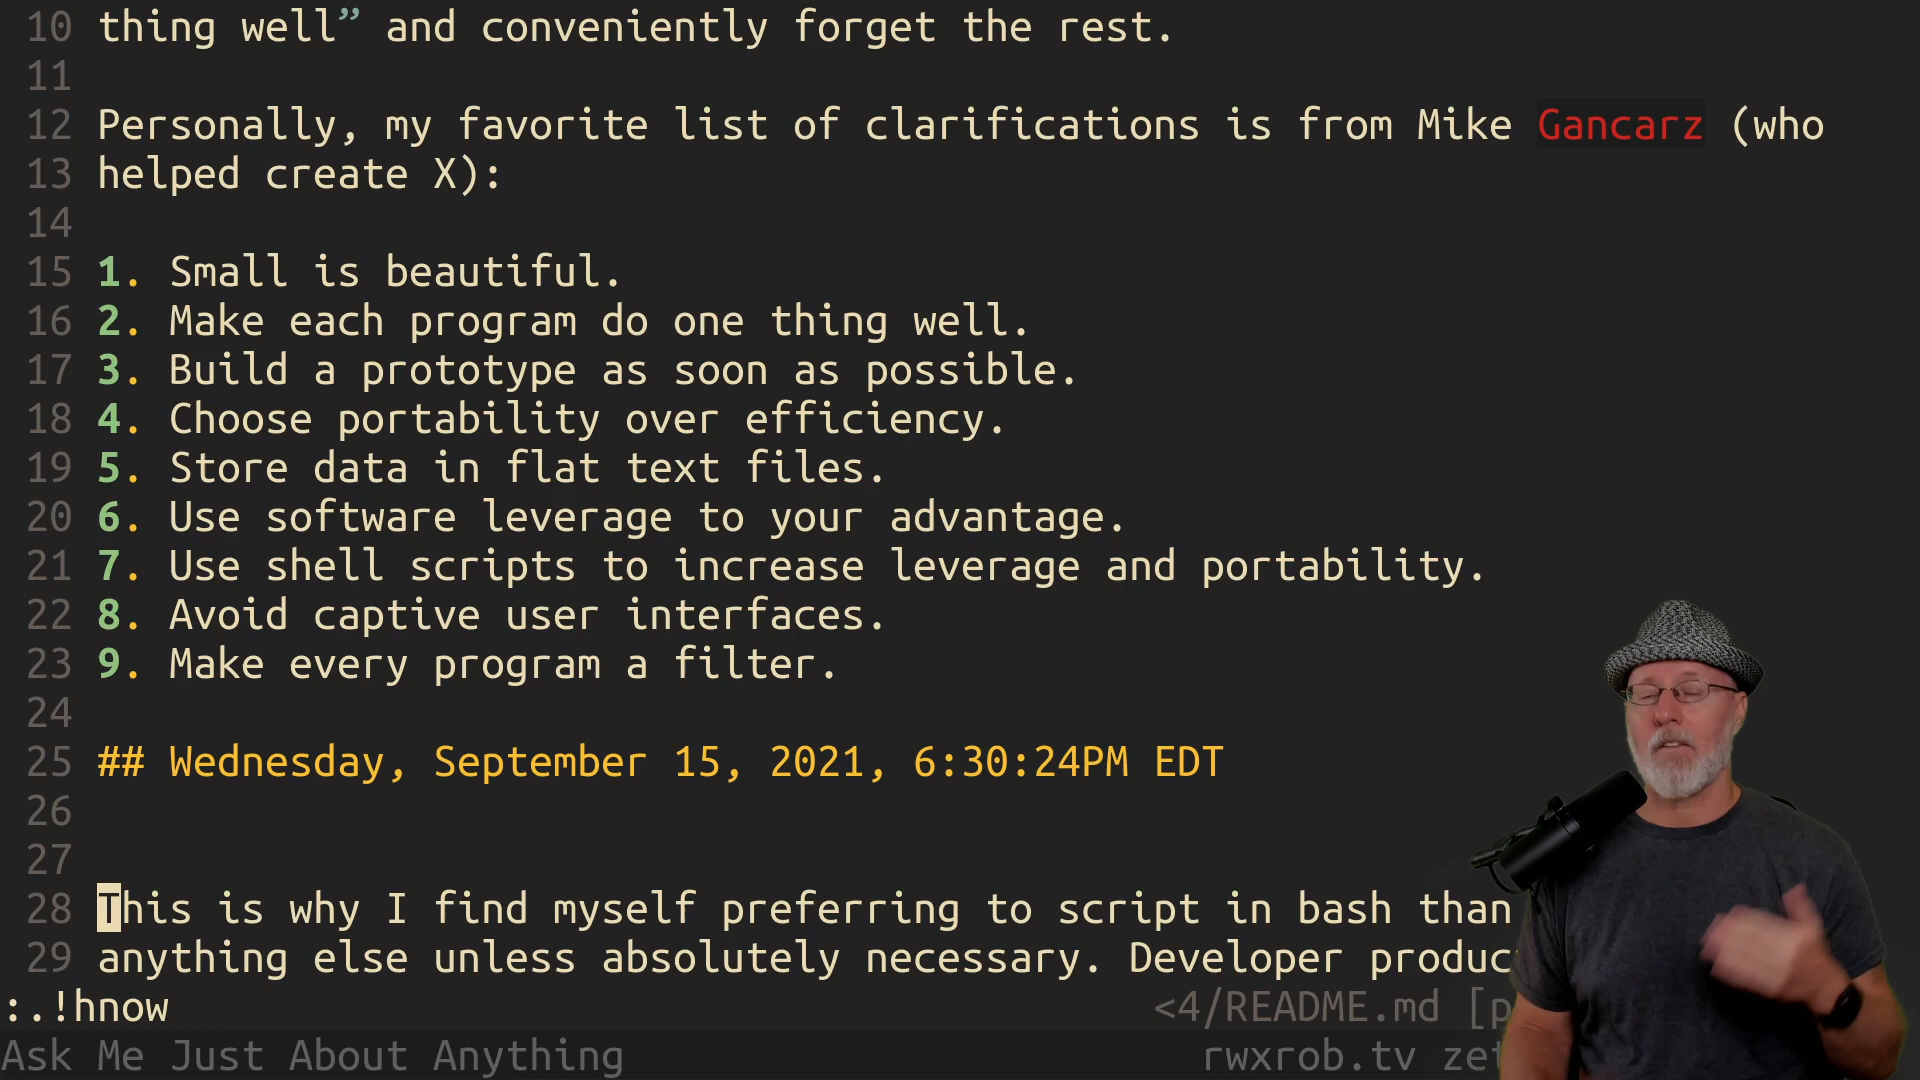 10 thing well” and conveniently forget the rest.
11
12 Personally, my favorite list of clarifications is from Mike Gancarz (who
13 helped create X):
14
15 1. Small is beautiful.
16 2. Make each program do one thing well.
17 3. Build a prototype as soon as possible.
18 4. Choose portability over efficiency.
19 5. Store data in flat text files.
20 6. Use software leverage to your advantage.
21 7. Use shell scripts to increase leverage and portability.
22 8. Avoid captive user interfaces.
23 9. Make every program a filter.
24
25 ## Wednesday, September 15, 2021, 6:30:24PM EDT
26
27
28 This is why I find myself preferring to script in bash than
29 anything else unless absolutely necessary. Developer
:.!hnow <4/README.md
Ask Me Just About Anything rwxrob.tv